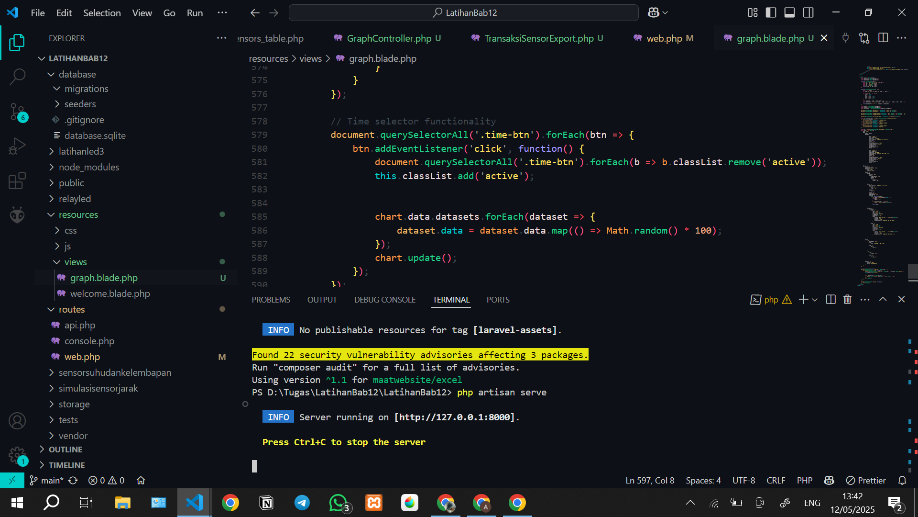 File Edit Selection View Go Run ···
LatihanBab12
EXPLORER ···
LATIHANBAB12
database
migrations
seeders
.gitignore
database.sqlite
latihanled3
node_modules
public
relayled
resources
css
js
views
graph.blade.php U
welcome.blade.php
routes
api.php
console.php
web.php M
sensorsuhudankelembapan
simulasisensorjarak
storage
tests
vendor
OUTLINE
TIMELINE
6
1
ensors_table.php GraphController.php U TransaksiSensorExport.php U web.php M graph.blade.php U
resources > views > graph.blade.php
574 }
575 }
576 });
577
578 // Time selector functionality
579 document.querySelectorAll('.time-btn').forEach(btn => {
580 btn.addEventListener('click', function() {
581 document.querySelectorAll('.time-btn').forEach(b => b.classList.remove('active'));
582 this.classList.add('active');
583
584
585 chart.data.datasets.forEach(dataset => {
586 dataset.data = dataset.data.map(() => Math.random() * 100);
587 });
588 chart.update();
589 });
590 });
PROBLEMS OUTPUT DEBUG CONSOLE TERMINAL PORTS php
INFO No publishable resources for tag [laravel-assets].
Found 22 security vulnerability advisories affecting 3 packages.
Run "composer audit" for a full list of advisories.
Using version ^1.1 for maatwebsite/excel
PS D:\Tugas\LatihanBab12\LatihanBab12> php artisan serve
INFO Server running on [http://127.0.0.1:8000].
Press Ctrl+C to stop the server
main* 0 0 Ln 597, Col 8 Spaces: 4 UTF-8 CRLF PHP Prettier
3
ENG
13:42
12/05/2025
2